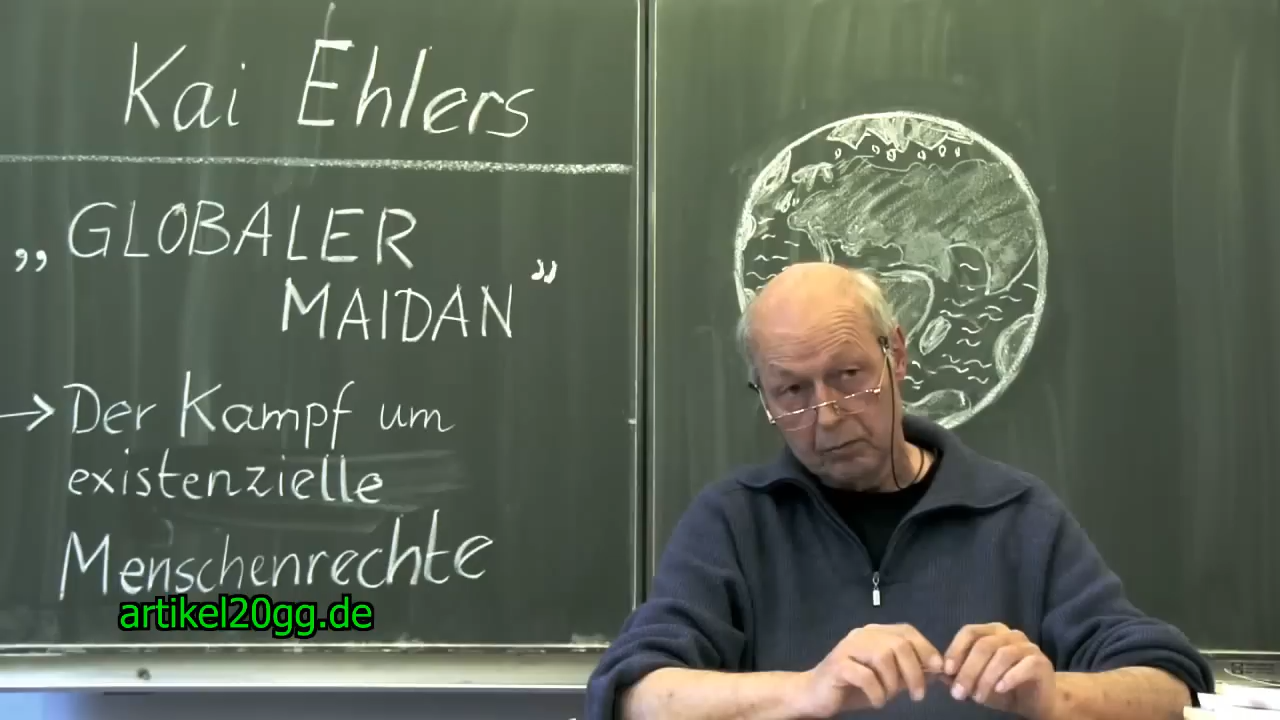 Kai Ehlers
„GLOBALER
MAIDAN"
→ Der Kampf um
existenzielle
Menschenrechte
artikel20gg.de